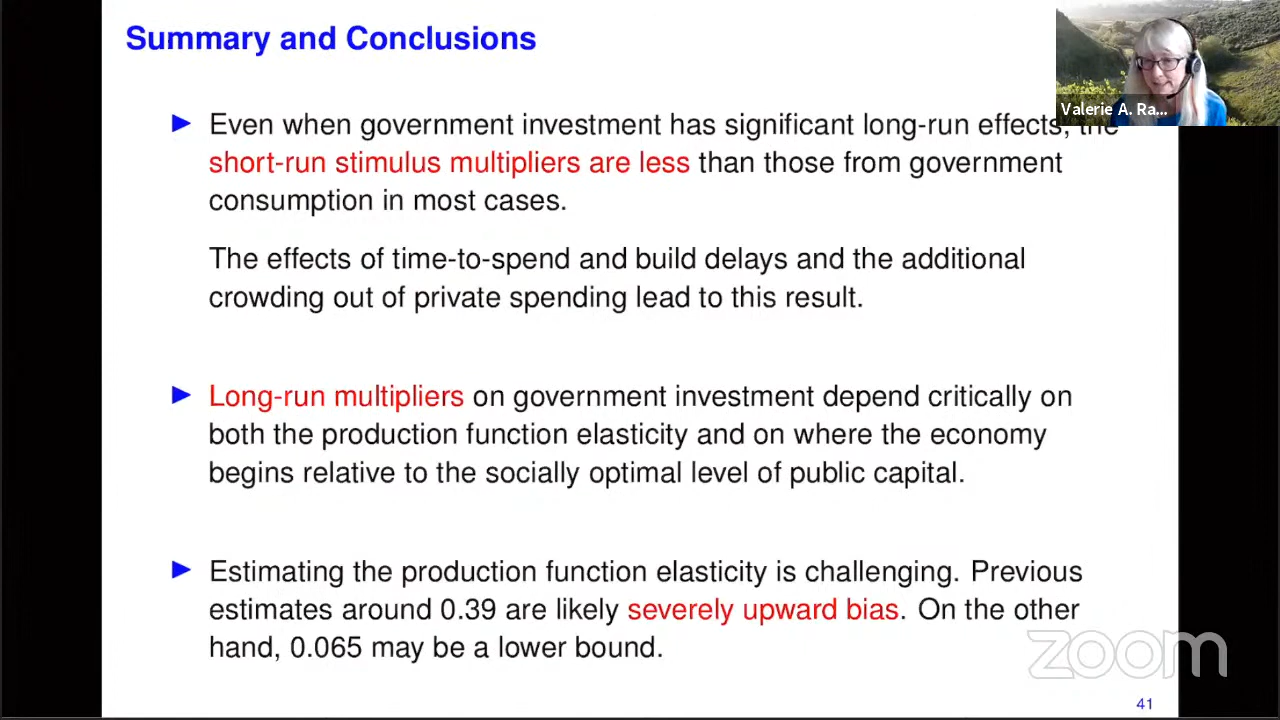 Summary and Conclusions
Valerie A. Ra...
▶ Even when government investment has significant long-run effects, the
short-run stimulus multipliers are less than those from government
consumption in most cases.
The effects of time-to-spend and build delays and the additional
crowding out of private spending lead to this result.
▶ Long-run multipliers on government investment depend critically on
both the production function elasticity and on where the economy
begins relative to the socially optimal level of public capital.
▶ Estimating the production function elasticity is challenging. Previous
estimates around 0.39 are likely severely upward bias. On the other
hand, 0.065 may be a lower bound.
zoom
41